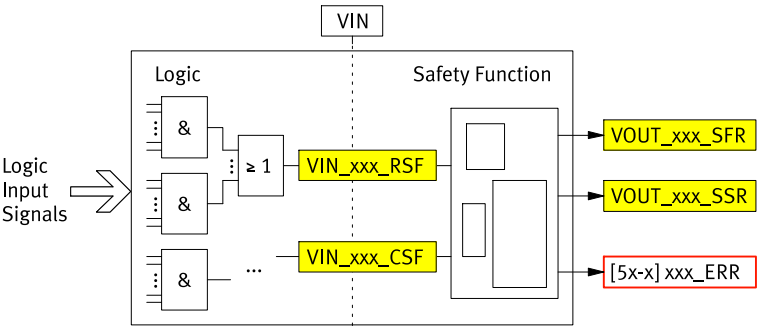 VIN
Logic
Safety Function
&
≥ 1
VIN_xxx_RSF
VOUT_xxx_SFR
Logic
Input
Signals
&
VOUT_xxx_SSR
&
...
VIN_xxx_CSF
[5x-x] xxx_ERR